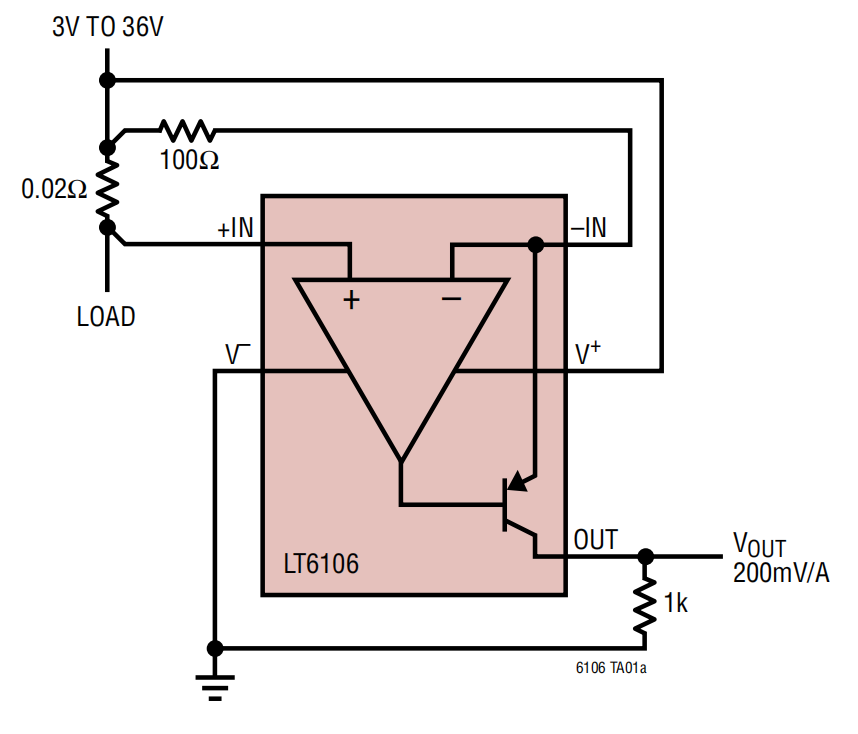 3V TO 36V
100Ω
0.02Ω
+IN
–IN
+
–
LOAD
V–
V+
OUT
VOUT
200mV/A
LT6106
1k
6106 TA01a